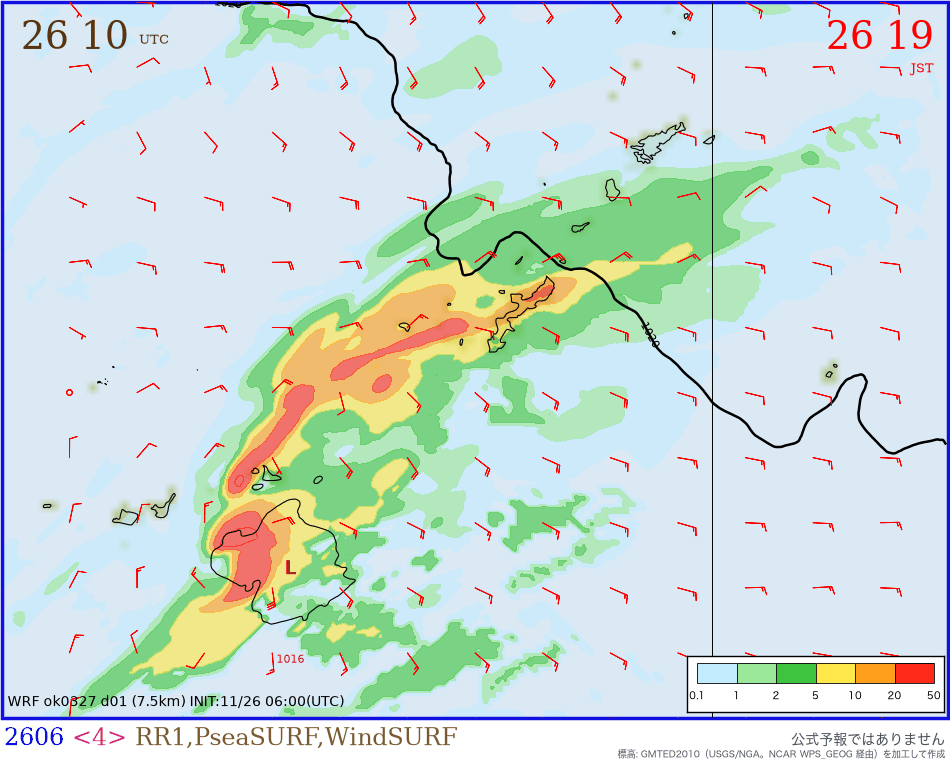 26 10 UTC
26 19
JST
1020
L
1016
WRF ok0327 d01 (7.5km) INIT:11/26 06:00(UTC)
0.1 1 2 5 10 20 50
2606 <4> RR1,PseaSURF,WindSURF
公式予報ではありません
標高: GMTED2010（USGS/NGA。NCAR WPS_GEOG 経由）を加工して作成